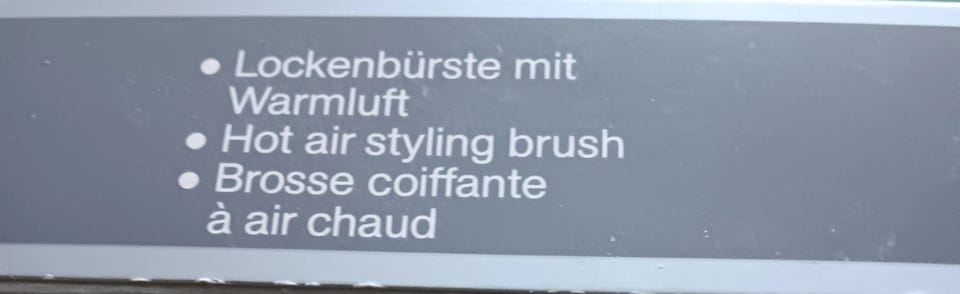 • Lockenbürste mit
Warmluft
• Hot air styling brush
• Brosse coiffante
à air chaud